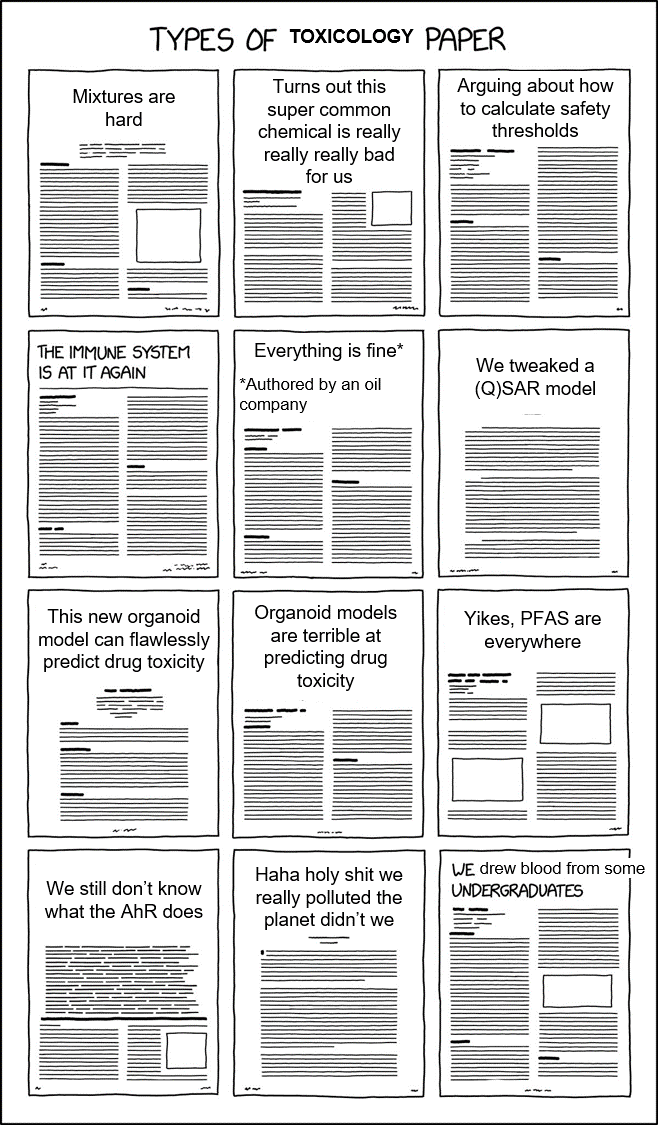 TYPES OF TOXICOLOGY PAPER
Mixtures are
hard
Turns out this
super common
chemical is really
really really bad
for us
Arguing about how
to calculate safety
thresholds
THE IMMUNE SYSTEM
IS AT IT AGAIN
Everything is fine*
*Authored by an oil
company
We tweaked a
(Q)SAR model
This new organoid
model can flawlessly
predict drug toxicity
Organoid models
are terrible at
predicting drug
toxicity
Yikes, PFAS are
everywhere
We still don't know
what the AhR does
Haha holy shit we
really polluted the
planet didn't we
WE drew blood from some
UNDERGRADUATES